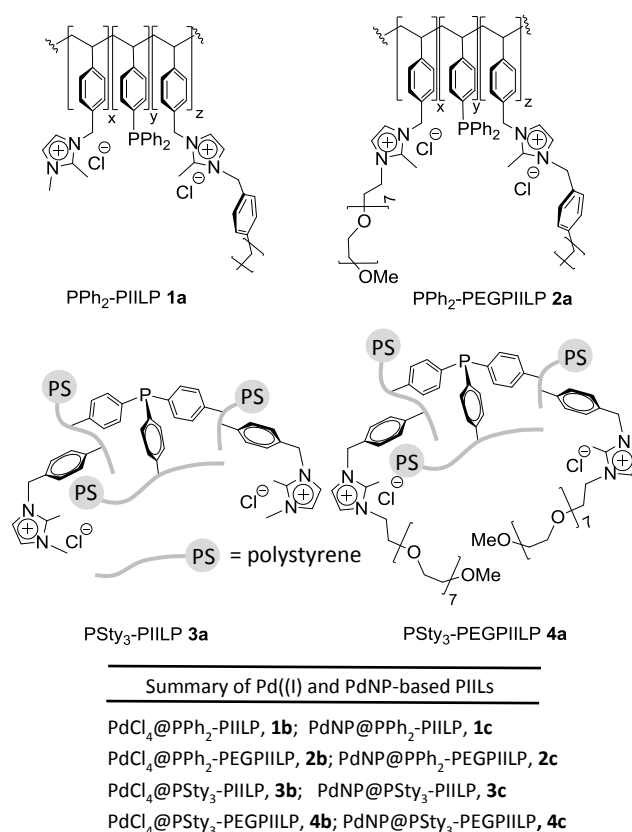 x y z
PPh₂
N N ⊕ Cl⊖
N ⊕ N Cl⊖
PPh₂-PIILP 1a
x y z
PPh₂
N ⊕ N Cl⊖
N ⊕ N Cl⊖
O 7
O
OMe
PPh₂-PEGPIILP 2a
PS
P
PS
PS
N ⊕ N Cl⊖
Cl⊖ N ⊕ N
PS = polystyrene
PSty₃-PIILP 3a
PS
P
PS
PS
N ⊕ N Cl⊖
Cl⊖ N ⊕ N
O O OMe 7
MeO O O 7
PSty₃-PEGPIILP 4a
Summary of Pd((I) and PdNP-based PIILs
PdCl₄@PPh₂-PIILP, 1b; PdNP@PPh₂-PIILP, 1c
PdCl₄@PPh₂-PEGPIILP, 2b; PdNP@PPh₂-PEGPIILP, 2c
PdCl₄@PSty₃-PIILP, 3b; PdNP@PSty₃-PIILP, 3c
PdCl₄@PSty₃-PEGPIILP, 4b; PdNP@PSty₃-PEGPIILP, 4c